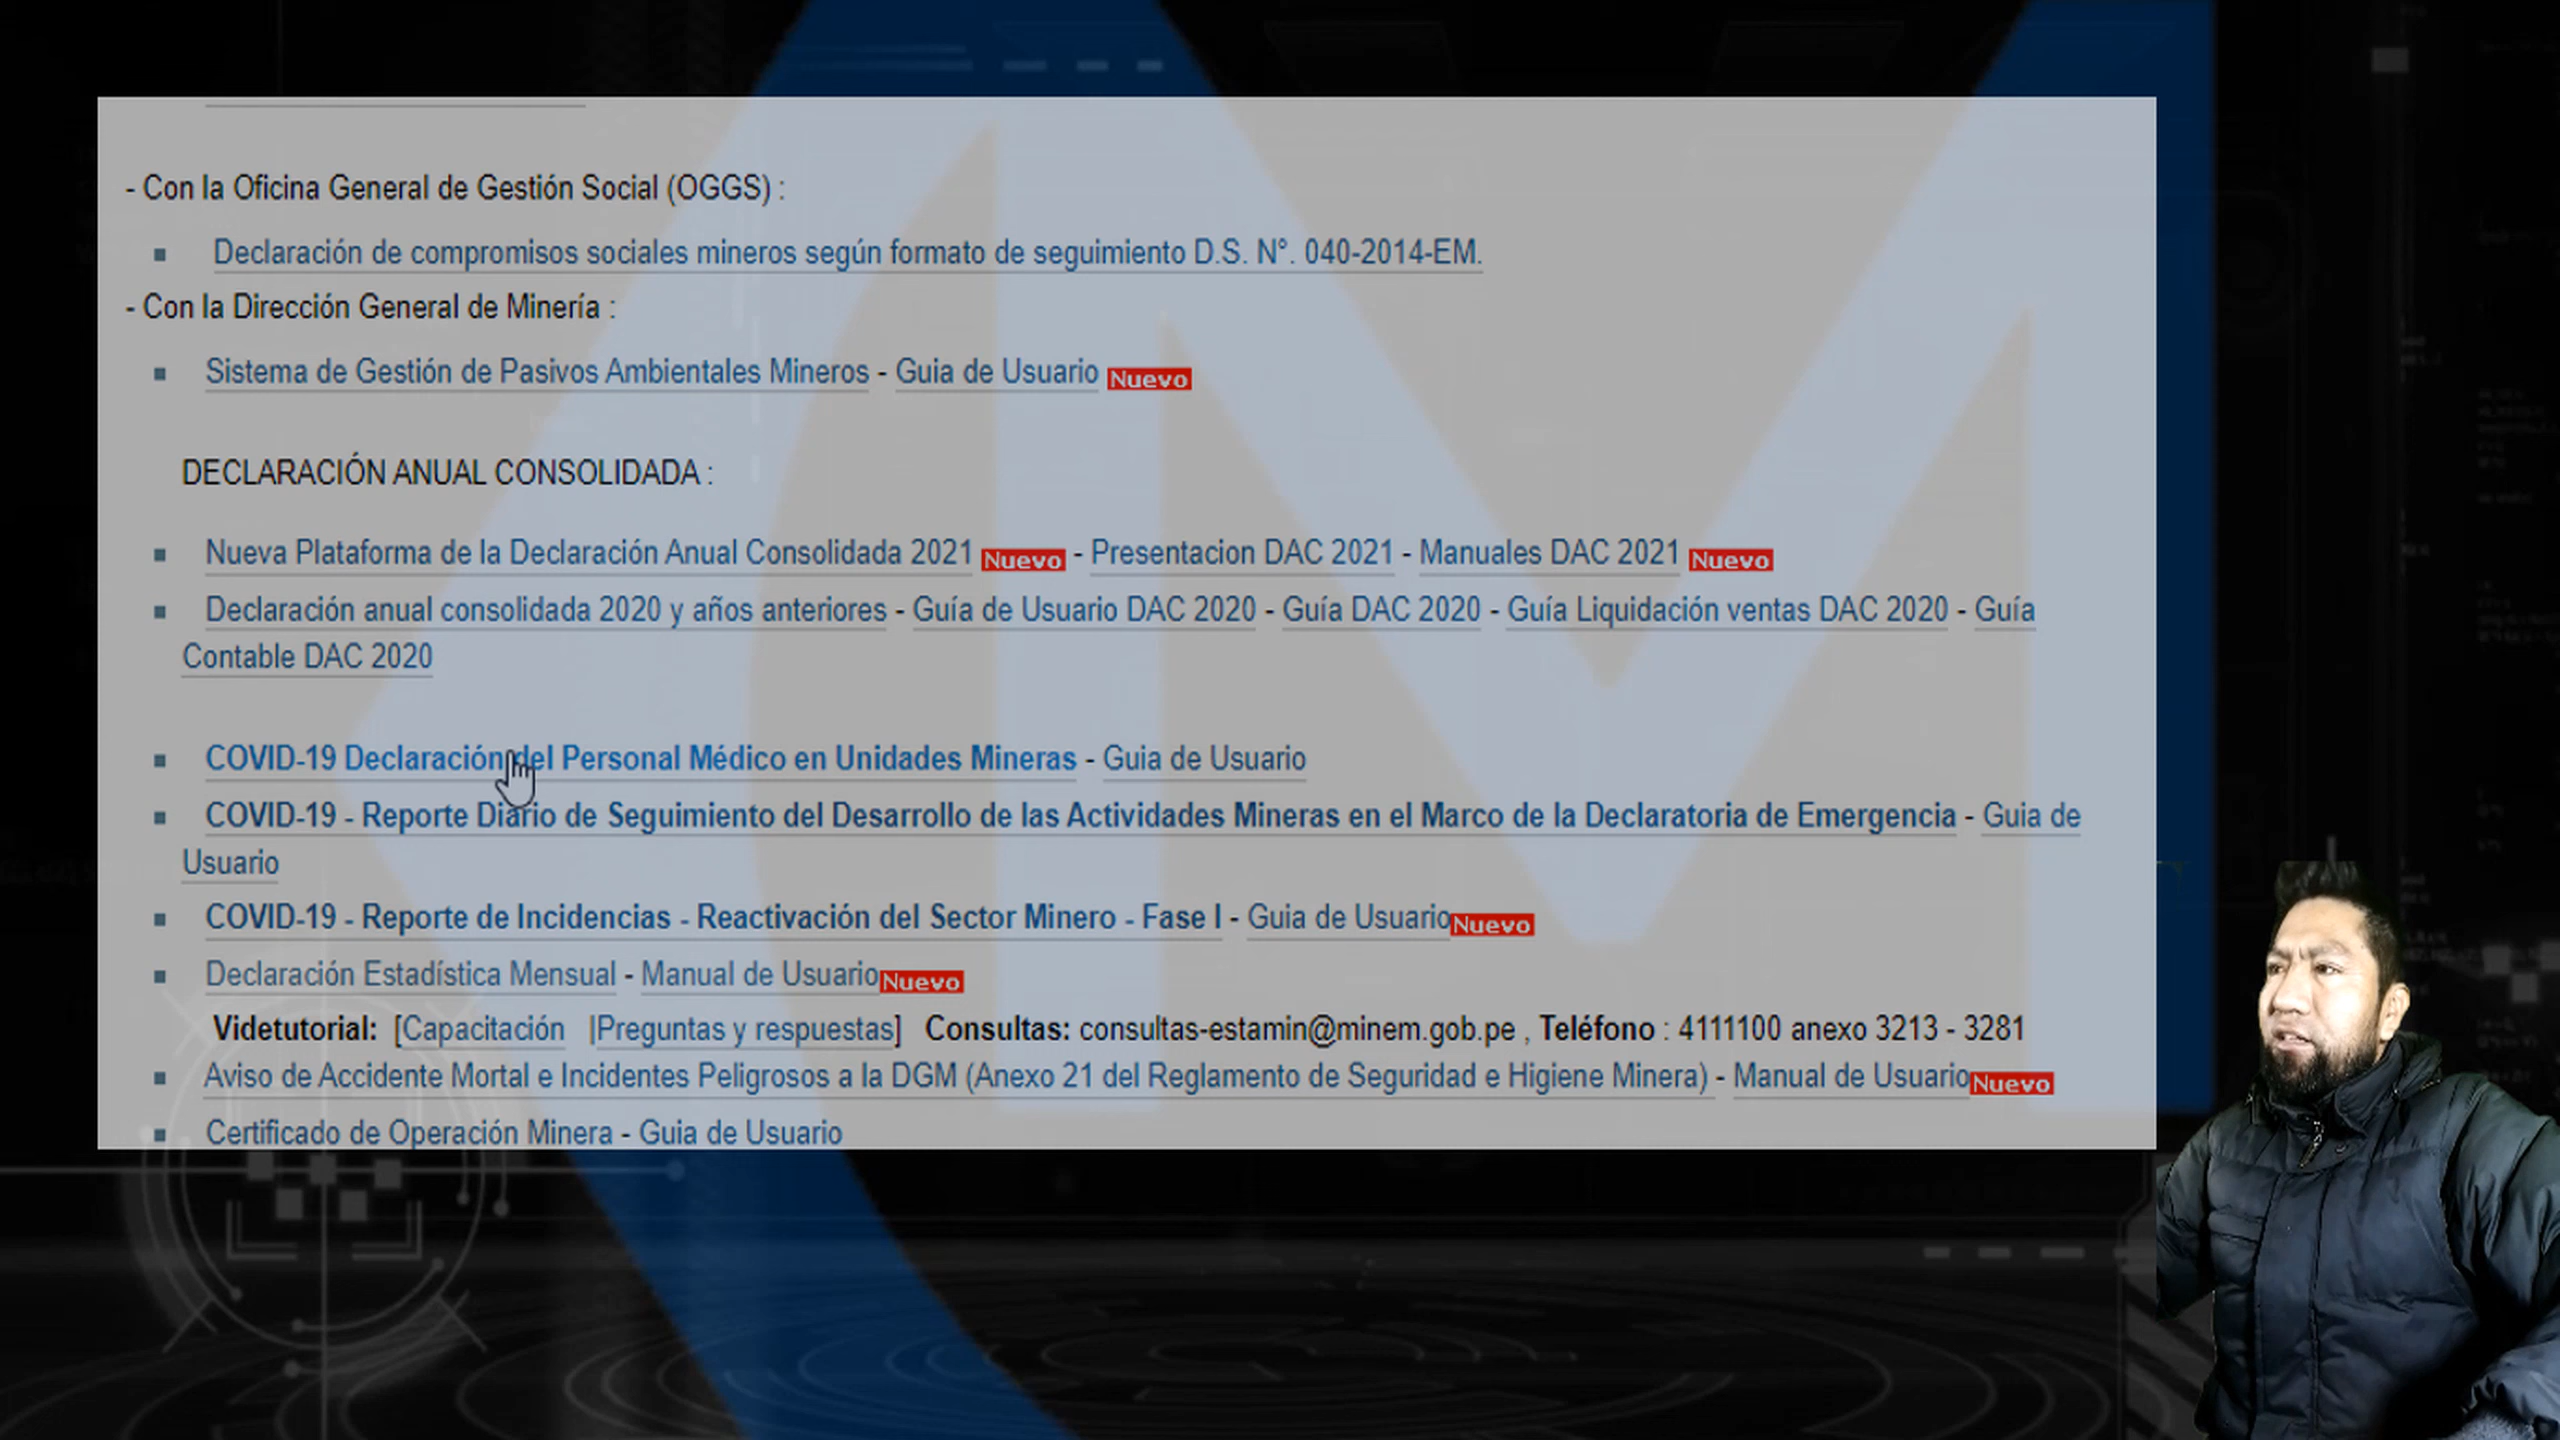 - Con la Oficina General de Gestión Social (OGGS) :
Declaración de compromisos sociales mineros según formato de seguimiento D.S. N°. 040-2014-EM.
- Con la Dirección General de Minería :
Sistema de Gestión de Pasivos Ambientales Mineros - Guia de Usuario Nuevo
DECLARACIÓN ANUAL CONSOLIDADA :
Nueva Plataforma de la Declaración Anual Consolidada 2021 Nuevo - Presentacion DAC 2021 - Manuales DAC 2021 Nuevo
Declaración anual consolidada 2020 y años anteriores - Guía de Usuario DAC 2020 - Guía DAC 2020 - Guía Liquidación ventas DAC 2020 - Guía
Contable DAC 2020
COVID-19 Declaración del Personal Médico en Unidades Mineras - Guia de Usuario
COVID-19 - Reporte Diario de Seguimiento del Desarrollo de las Actividades Mineras en el Marco de la Declaratoria de Emergencia - Guia de
Usuario
COVID-19 - Reporte de Incidencias - Reactivación del Sector Minero - Fase I - Guia de Usuario Nuevo
Declaración Estadística Mensual - Manual de Usuario Nuevo
Videtutorial: [Capacitación |Preguntas y respuestas] Consultas: consultas-estamin@minem.gob.pe , Teléfono : 4111100 anexo 3213 - 3281
Aviso de Accidente Mortal e Incidentes Peligrosos a la DGM (Anexo 21 del Reglamento de Seguridad e Higiene Minera) - Manual de Usuario Nuevo
Certificado de Operación Minera - Guia de Usuario